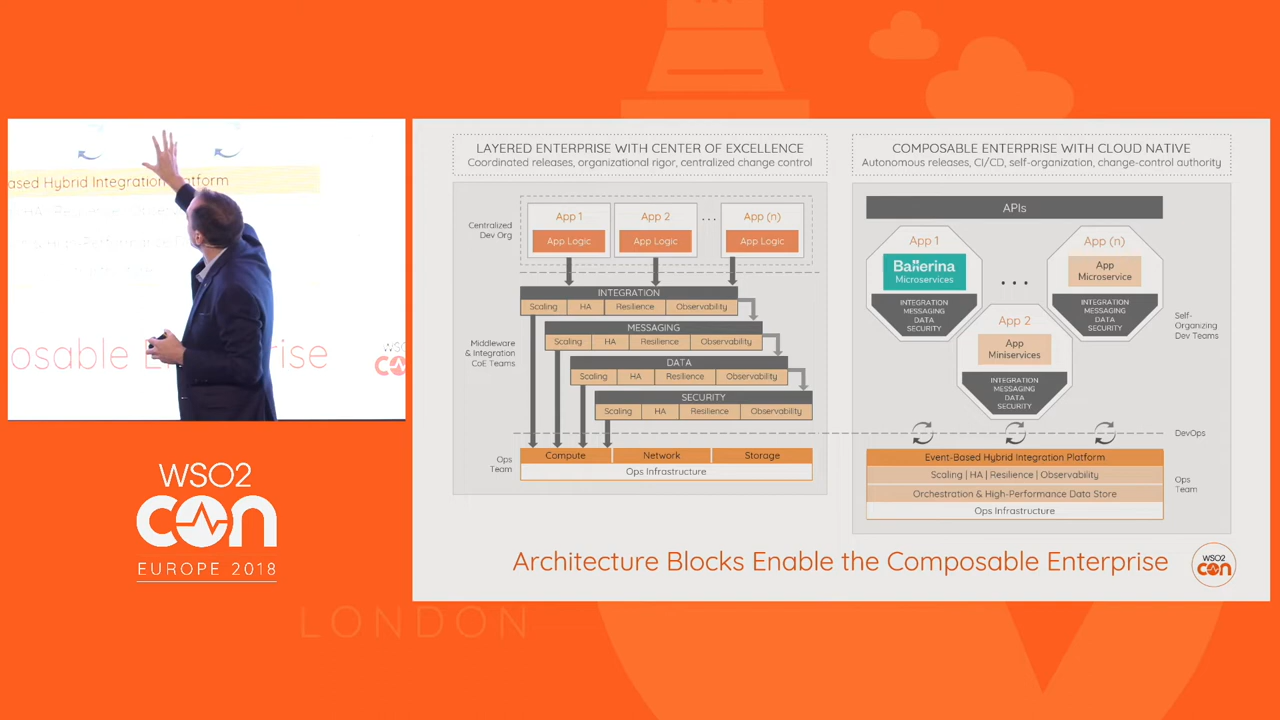 ased Hybrid Integration Platform
osable E
rise
WSO2
CON
EUROPE 2018
LONDON
LAYERED ENTERPRISE WITH CENTER OF EXCELLENCE
Coordinated releases, organizational rigor, centralized change control
Centralized
Dev Org
App 1
App Logic
App 2
App Logic
...
App (n)
App Logic
Middleware
& Integration
CoE Teams
INTEGRATION
Scaling HA Resilience Observability
MESSAGING
Scaling HA Resilience Observability
DATA
Scaling HA Resilience Observability
SECURITY
Scaling HA Resilience Observability
Ops
Team
Compute Network Storage
Ops Infrastructure
COMPOSABLE ENTERPRISE WITH CLOUD NATIVE
Autonomous releases, CI/CD, self-organization, change-control authority
APIs
App 1
Ballerina
Microservices
INTEGRATION
MESSAGING
DATA
SECURITY
...
App 2
App
Miniservices
INTEGRATION
MESSAGING
DATA
SECURITY
App (n)
App
Microservice
INTEGRATION
MESSAGING
DATA
SECURITY
Self-
Organizing
Dev Teams
DevOps
Event-Based Hybrid Integration Platform
Scaling | HA | Resilience | Observability
Orchestration & High-Performance Data Store
Ops Infrastructure
Ops
Team
Architecture Blocks Enable the Composable Enterprise
WSO2
CON